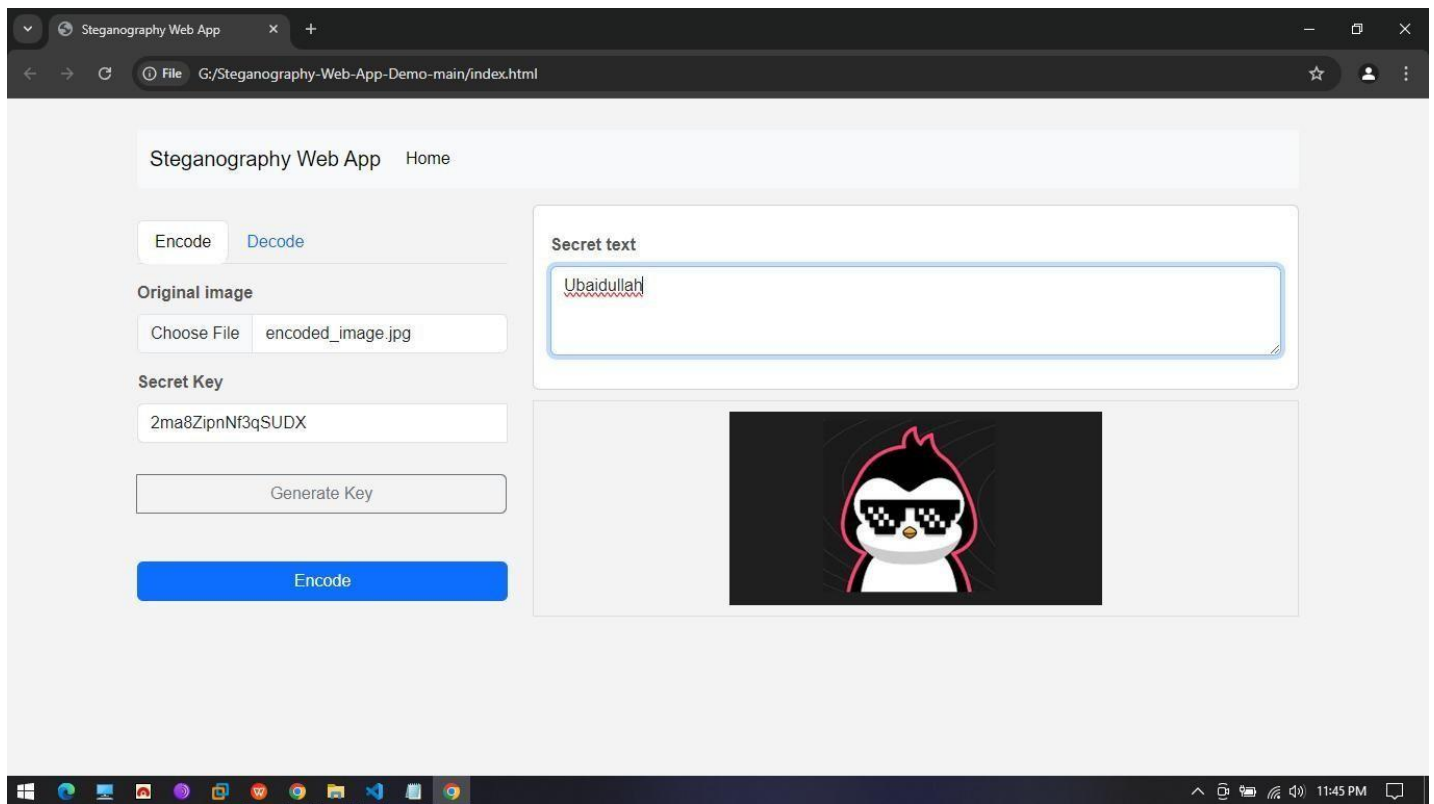 Steganography Web App
File G:/Steganography-Web-App-Demo-main/index.html
Steganography Web App Home
Encode Decode
Original image
Choose File encoded_image.jpg
Secret Key
2ma8ZipnNf3qSUDX
Generate Key
Encode
Secret text
Ubaidullah
11:45 PM